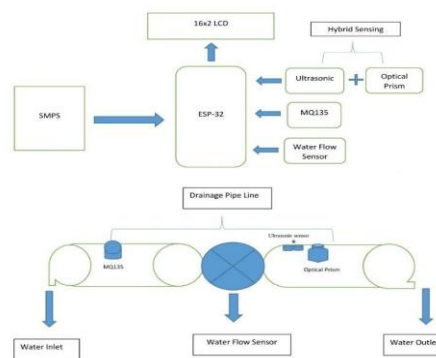 16x2 LCD
Hybrid Sensing
Ultrasonic
Optical
Prism
SMPS
ESP-32
MQ135
Water Flow
Sensor
Drainage Pipe Line
Ultrasonic sensor
MQ135
Optical Prism
Water Inlet
Water Flow Sensor
Water Outlet